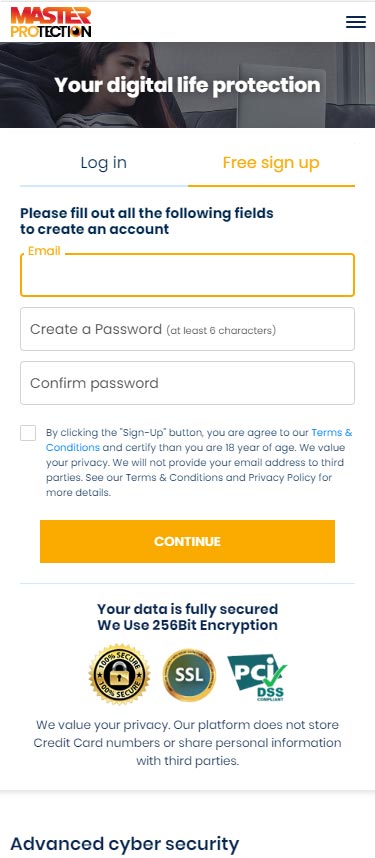 MASTER
PROTECTION
Your digital life protection
Log in
Free sign up
Please fill out all the following fields
to create an account
Email
Create a Password (at least 6 characters)
Confirm password
By clicking the "Sign-Up" button, you are agree to our Terms &
Conditions and certify than you are 18 year of age. We value
your privacy. We will not provide your email address to third
parties. See our Terms & Conditions and Privacy Policy for
more details.
CONTINUE
Your data is fully secured
We Use 256Bit Encryption
100% SECURE
100% SECURE
SSL
PCI
DSS
COMPLIANT
We value your privacy. Our platform does not store
Credit Card numbers or share personal information
with third parties.
Advanced cyber security